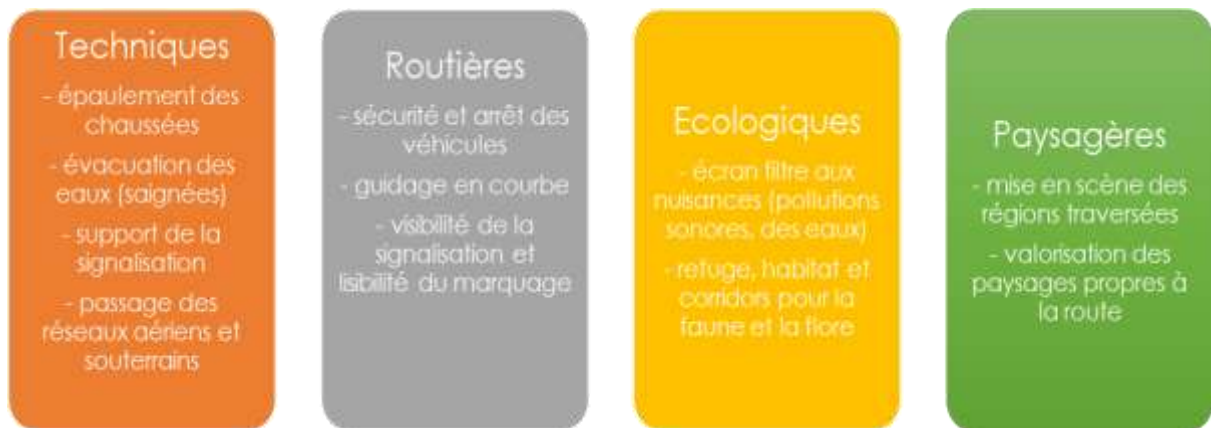 Techniques
- épaulement des
chaussées
- évacuation des
eaux (saignées)
- support de la
signalisation
- passage des
réseaux aériens et
souterrains
Routières
- sécurité et arrêt des
véhicules
- guidage en courbe
- visibilité de la
signalisation et
lisibilité du marquage
Ecologiques
- écran filtre aux
nuisances (pollutions
sonores, des eaux)
- refuge, habitat et
corridors pour la
faune et la flore
Paysagères
- mise en scène des
régions traversées
- valorisation des
paysages propres à
la route